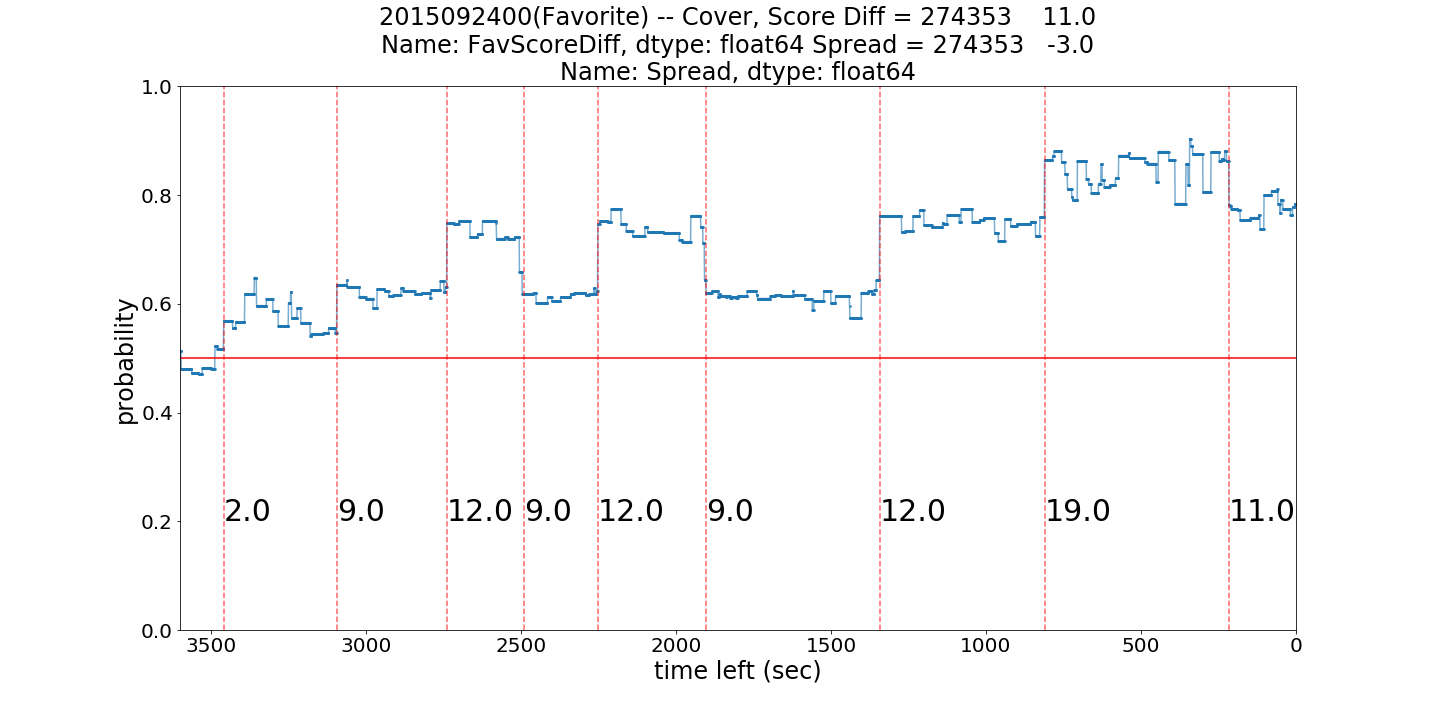 2015092400(Favorite) -- Cover, Score Diff = 274353    11.0
Name: FavScoreDiff, dtype: float64 Spread = 274353   -3.0
Name: Spread, dtype: float64
1.0
0.8
0.6
0.4
0.2
0.0
probability
2.0 9.0 12.0 9.0 12.0 9.0 12.0 19.0 11.0
3500 3000 2500 2000 1500 1000 500 0
time left (sec)